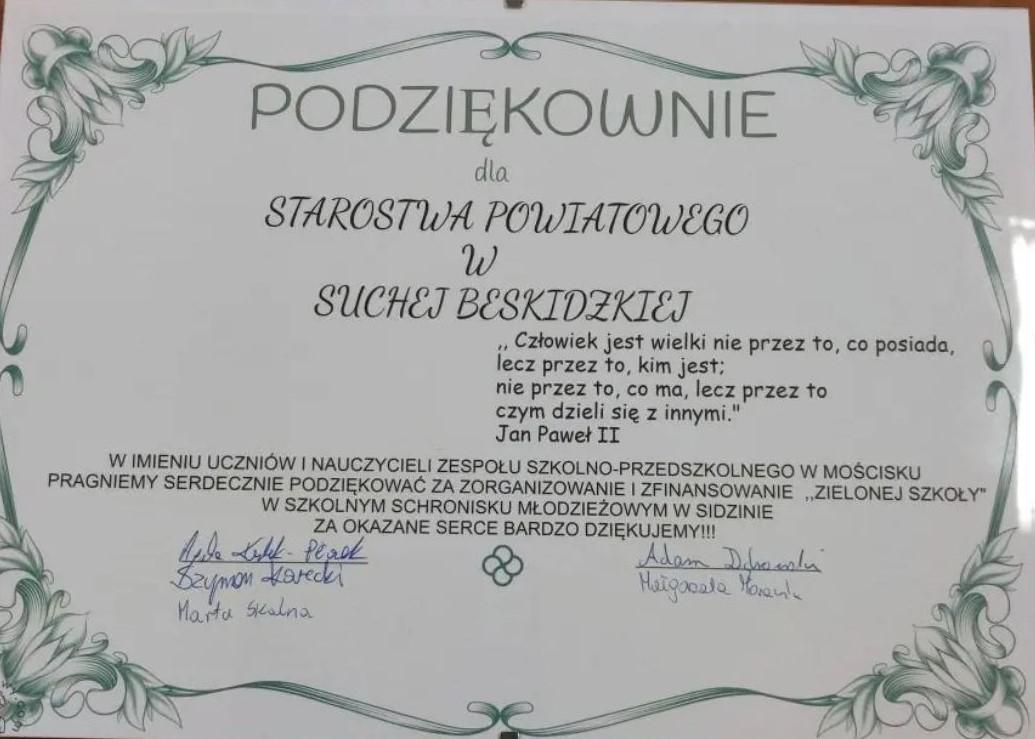 PODZIĘKOWNIE
dla
STAROSTWA POWIATOWEGO
W
SUCHEJ BESKIDZKIEJ
,, Człowiek jest wielki nie przez to, co posiada,
lecz przez to, kim jest;
nie przez to, co ma, lecz przez to
czym dzieli się z innymi."
Jan Paweł II
W IMIENIU UCZNIÓW I NAUCZYCIELI ZESPOŁU SZKOLNO-PRZEDSZKOLNEGO W MOŚCISKU
PRAGNIEMY SERDECZNIE PODZIĘKOWAĆ ZA ZORGANIZOWANIE I ZFINANSOWANIE ,,ZIELONEJ SZKOŁY"
W SZKOLNYM SCHRONISKU MŁODZIEŻOWYM W SIDZINIE
ZA OKAZANE SERCE BARDZO DZIĘKUJEMY!!!
Adam
Szymon
Małgorzata
Marta Skalna